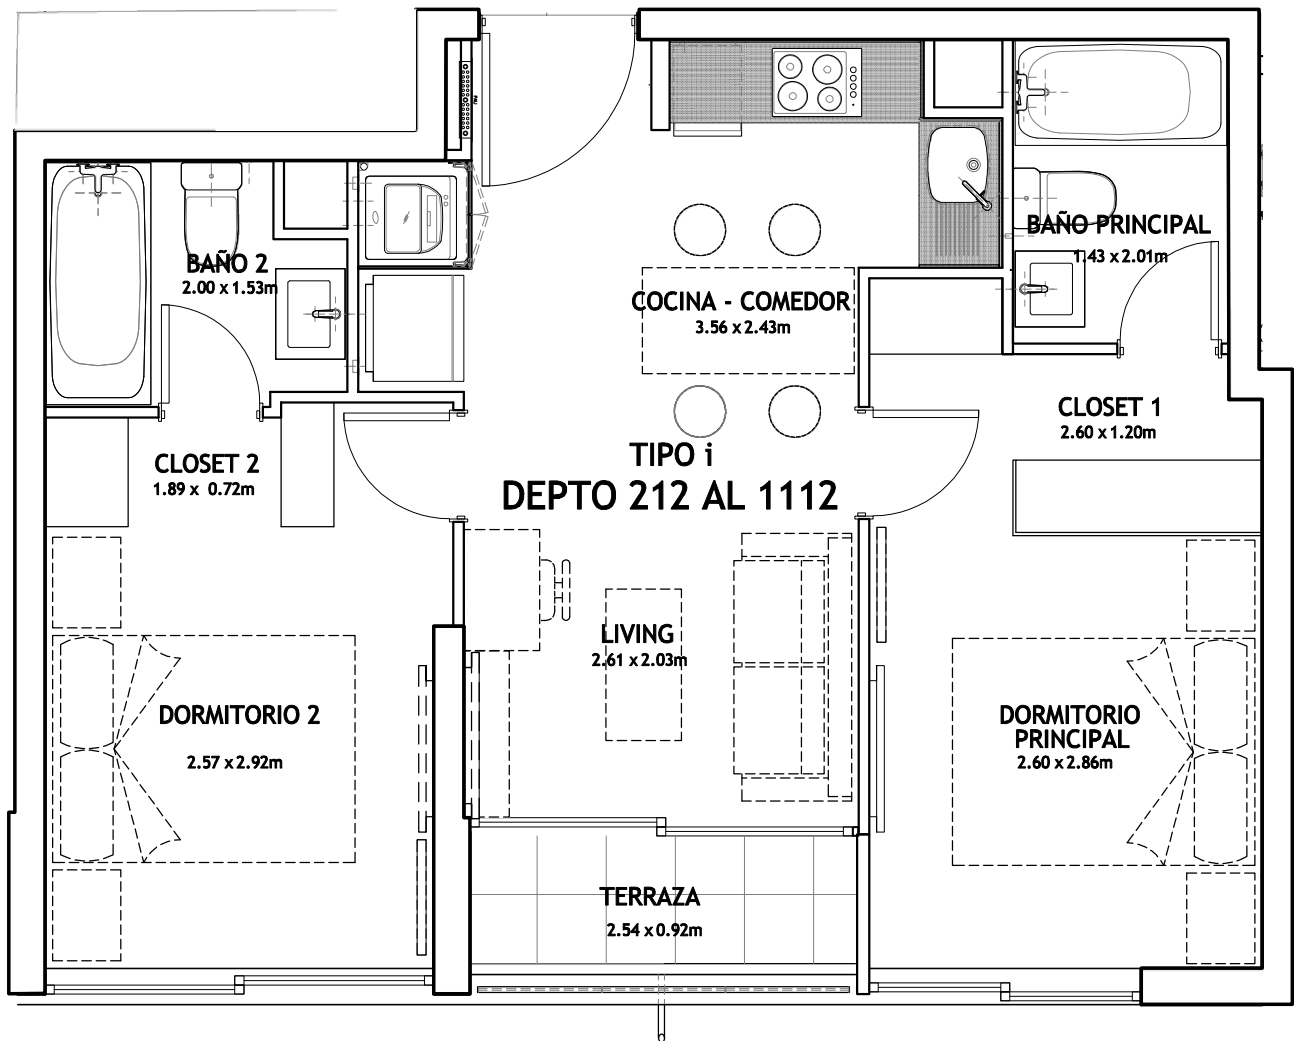 BAÑO PRINCIPAL
1.43 x 2.01m
BAÑO 2
2.00 x 1.53m
COCINA - COMEDOR
3.56 x 2.43m
CLOSET 1
2.60 x 1.20m
CLOSET 2
1.89 x 0.72m
TIPO i
DEPTO 212 AL 1112
LIVING
2.61 x 2.03m
DORMITORIO 2
2.57 x 2.92m
DORMITORIO
PRINCIPAL
2.60 x 2.86m
TERRAZA
2.54 x 0.92m